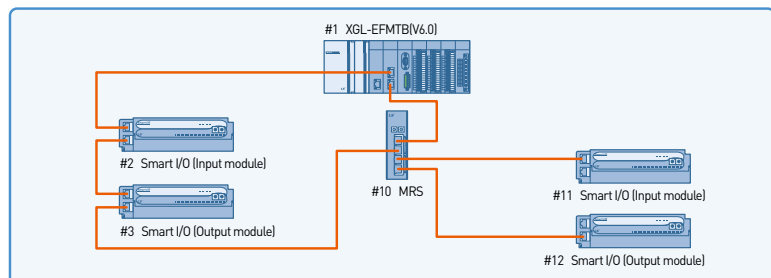 #1 XGL-EFMTB(V6.0)
#2 Smart I/O (Input module)
#3 Smart I/O (Output module)
#10 MRS
#11 Smart I/O (Input module)
#12 Smart I/O (Output module)